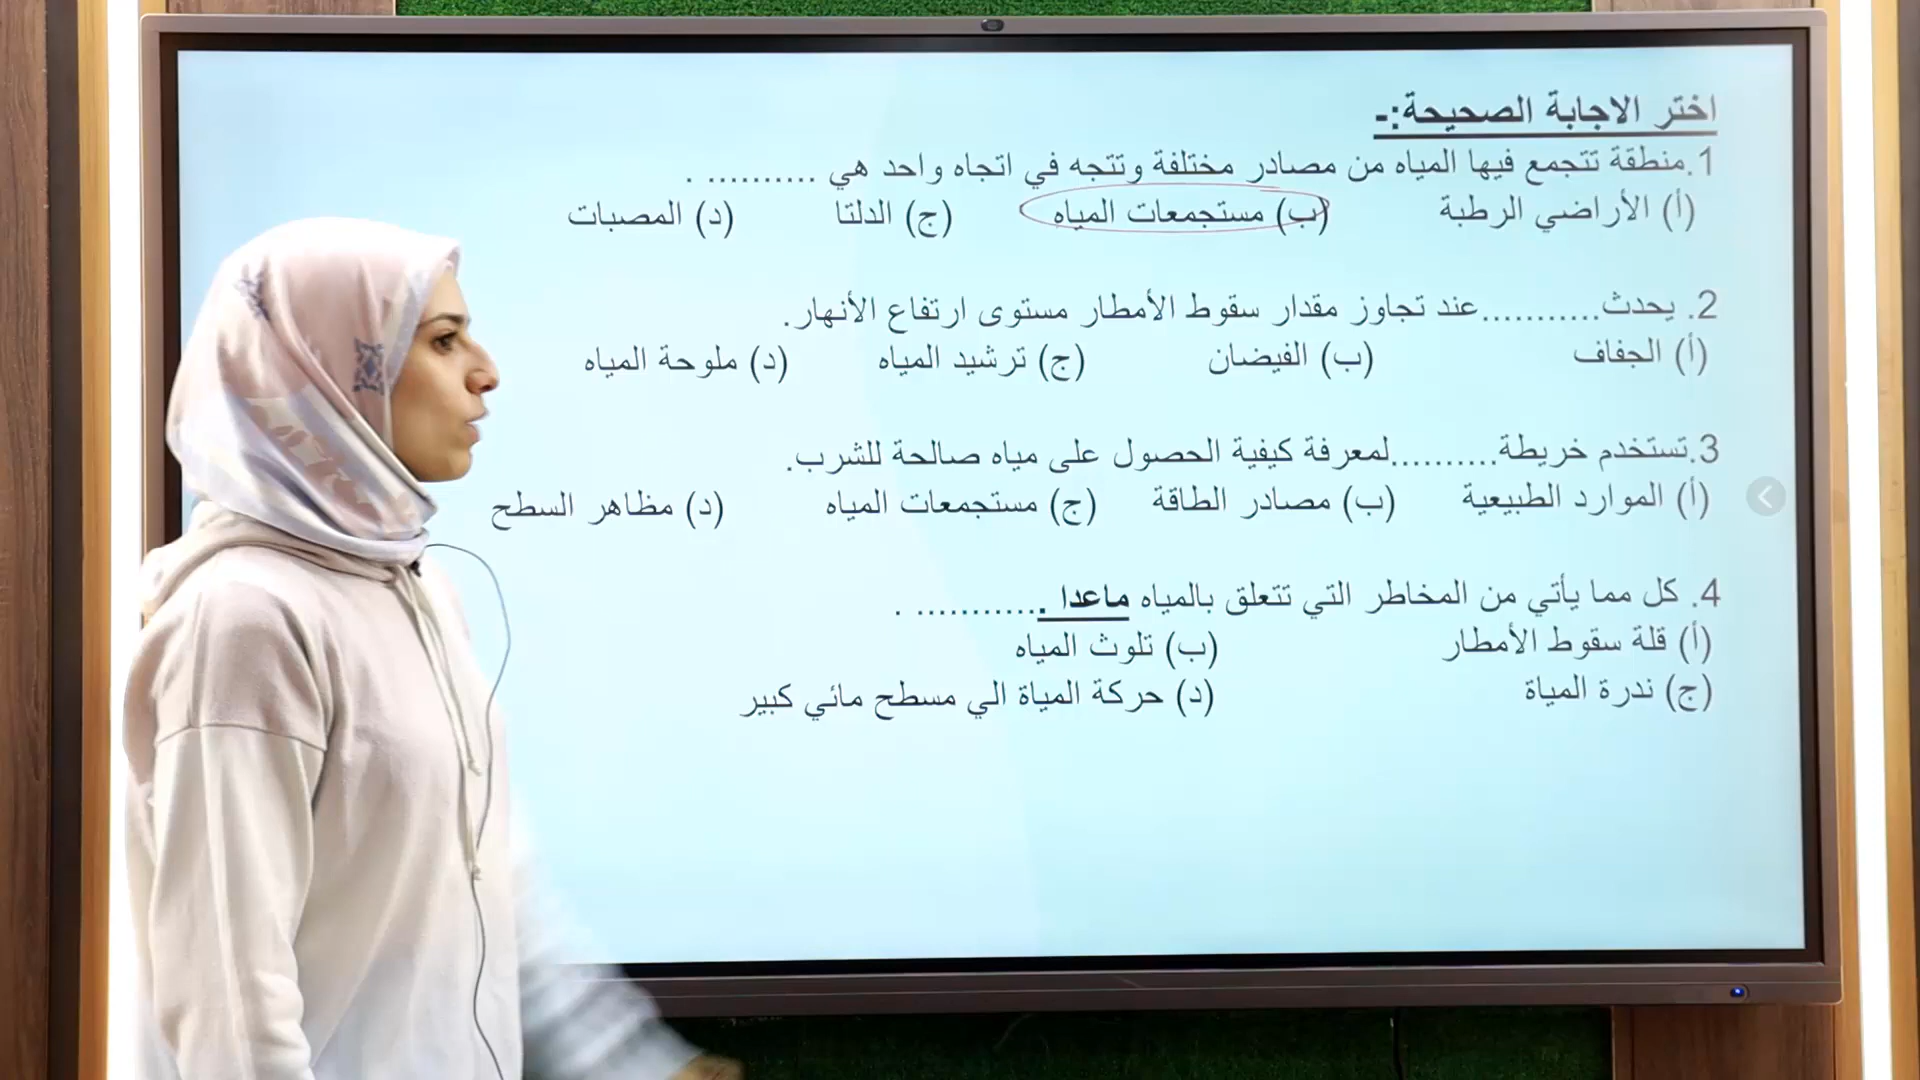 اختر الاجابة الصحيحة:-
1.منطقة تتجمع فيها المياه من مصادر مختلفة وتتجه في اتجاه واحد هي .......... .
(أ) الأراضي الرطبة (ب) مستجمعات المياه (ج) الدلتا (د) المصبات
2. يحدث...........عند تجاوز مقدار سقوط الأمطار مستوى ارتفاع الأنهار.
(أ) الجفاف (ب) الفيضان (ج) ترشيد المياه (د) ملوحة المياه
3.تستخدم خريطة..........لمعرفة كيفية الحصول على مياه صالحة للشرب.
(أ) الموارد الطبيعية (ب) مصادر الطاقة (ج) مستجمعات المياه (د) مظاهر السطح
4. كل مما يأتي من المخاطر التي تتعلق بالمياه ماعدا ............. .
(أ) قلة سقوط الأمطار (ب) تلوث المياه
(ج) ندرة المياة (د) حركة المياة الي مسطح مائي كبير